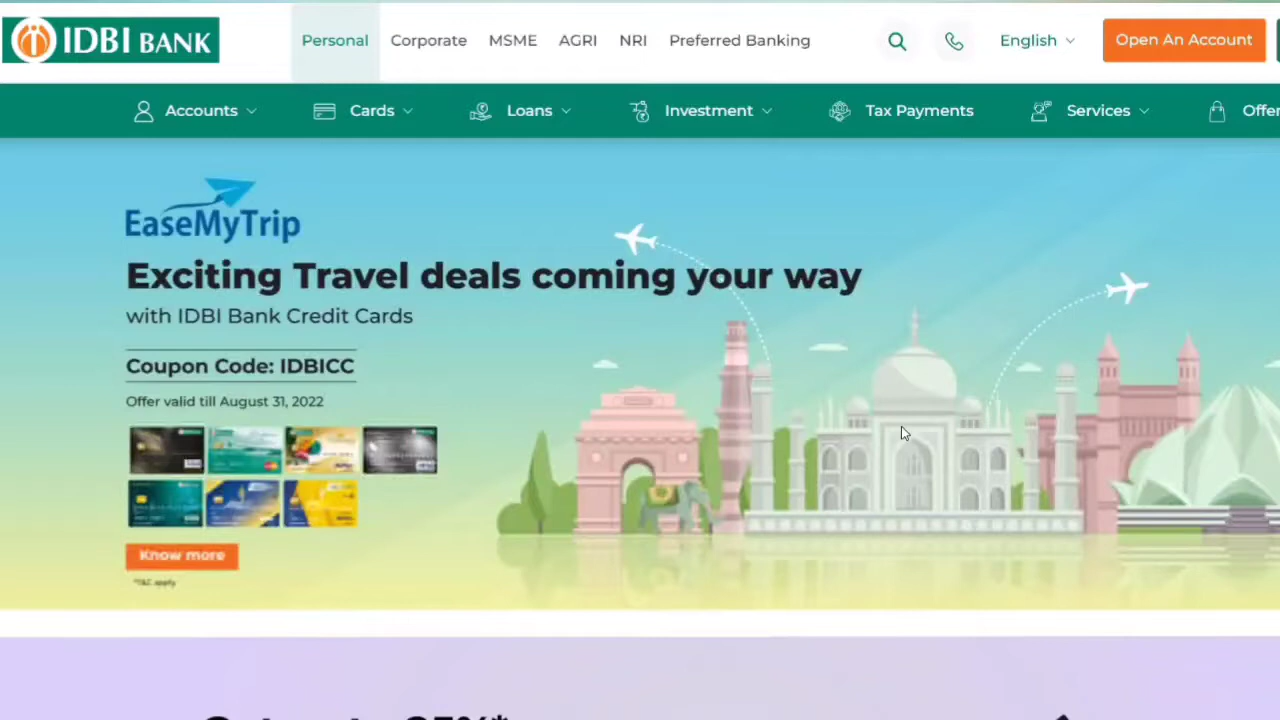 IDBI BANK
Personal Corporate MSME AGRI NRI Preferred Banking English Open An Account
Accounts Cards Loans Investment Tax Payments Services
EaseMyTrip
Exciting Travel deals coming your way
with IDBI Bank Credit Cards
Coupon Code: IDBICC
Offer valid till August 31, 2022
Know more
*T&C apply